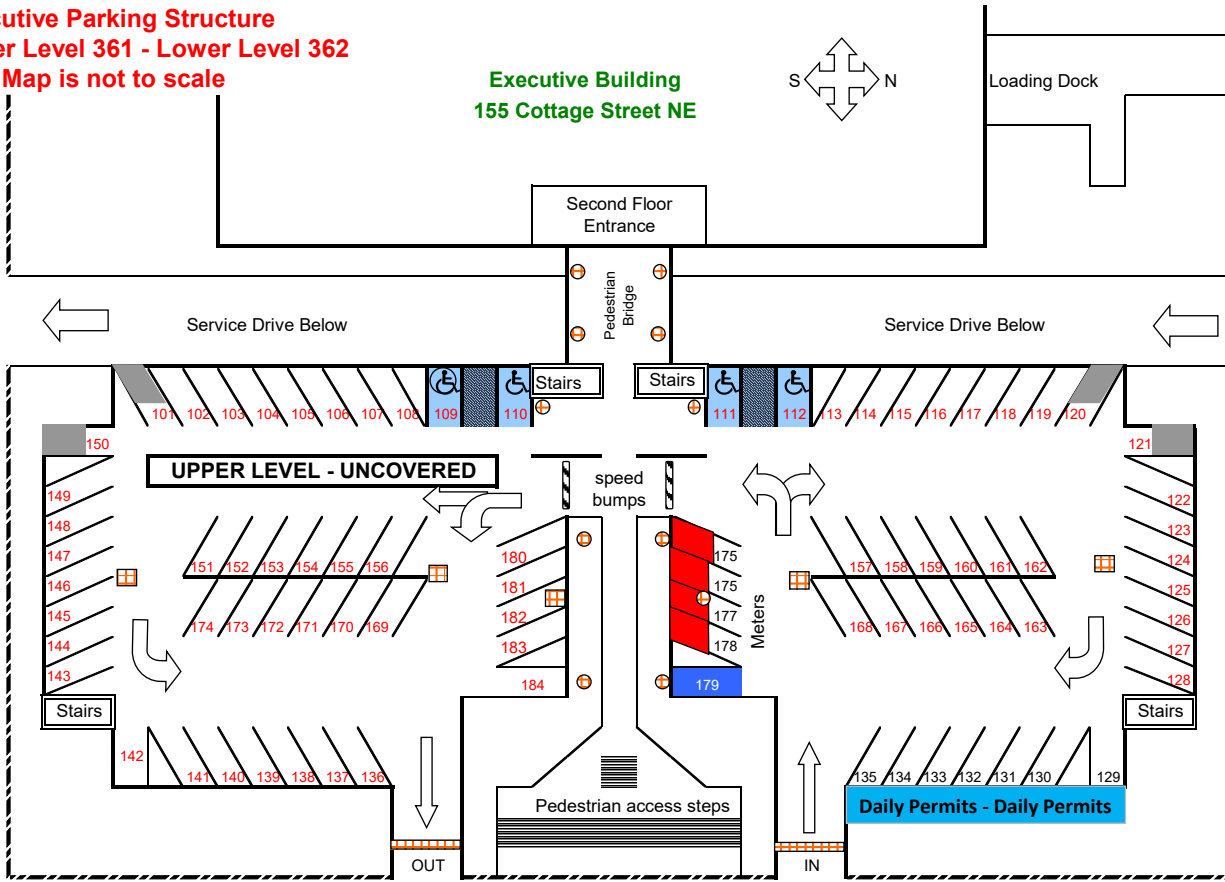 cutive Parking Structure
er Level 361 - Lower Level 362
Map is not to scale
Executive Building
155 Cottage Street NE
S
N
Loading Dock
Second Floor
Entrance
Pedestrian
Bridge
Service Drive Below
Service Drive Below
Stairs
Stairs
101 102 103 104 105 106 107 108 109 110
111 112 113 114 115 116 117 118 119 120
150
121
UPPER LEVEL - UNCOVERED
speed
bumps
149
148
147
146
145
144
143
122
123
124
125
126
127
128
151 152 153 154 155 156
174 173 172 171 170 169
180
181
182
183
184
175
175
177
178
179
Meters
157 158 159 160 161 162
168 167 166 165 164 163
Stairs
Stairs
142 141 140 139 138 137 136
135 134 133 132 131 130 129
Pedestrian access steps
Daily Permits - Daily Permits
OUT
IN